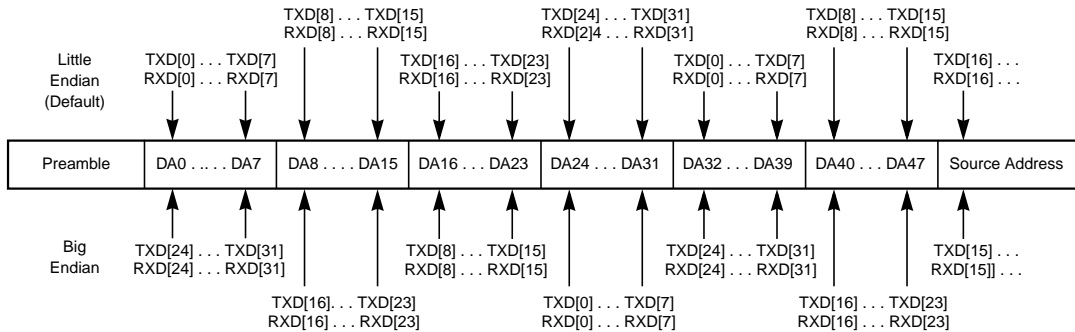 TXD[8] . . . TXD[15]
RXD[8] . . . RXD[15]
TXD[24] . . . TXD[31]
RXD[2]4 . . . RXD[31]
TXD[8] . . . TXD[15]
RXD[8] . . . RXD[15]
Little
Endian
(Default)
TXD[0] . . . TXD[7]
RXD[0] . . . RXD[7]
TXD[16] . . . TXD[23]
RXD[16] . . . RXD[23]
TXD[0] . . . TXD[7]
RXD[0] . . . RXD[7]
TXD[16] . . .
RXD[16] . . .
Preamble
DA0 . ... . . DA7
DA8 . . . . DA15
DA16 . . . DA23
DA24 . . . DA31
DA32 . . . DA39
DA40 . . . DA47
Source Address
Big
Endian
TXD[24] . . . TXD[31]
RXD[24] . . . RXD[31]
TXD[8] . . . TXD[15]
RXD[8] . . . RXD[15]
TXD[24] . . . TXD[31]
RXD[24] . . . RXD[31]
TXD[15] . . .
RXD[15]] . . .
TXD[16]. . . TXD[23]
RXD[16] . . . RXD[23]
TXD[0] . . . TXD[7]
RXD[0] . . . RXD[7]
TXD[16] . . . TXD[23]
RXD[16] . . . RXD[23]